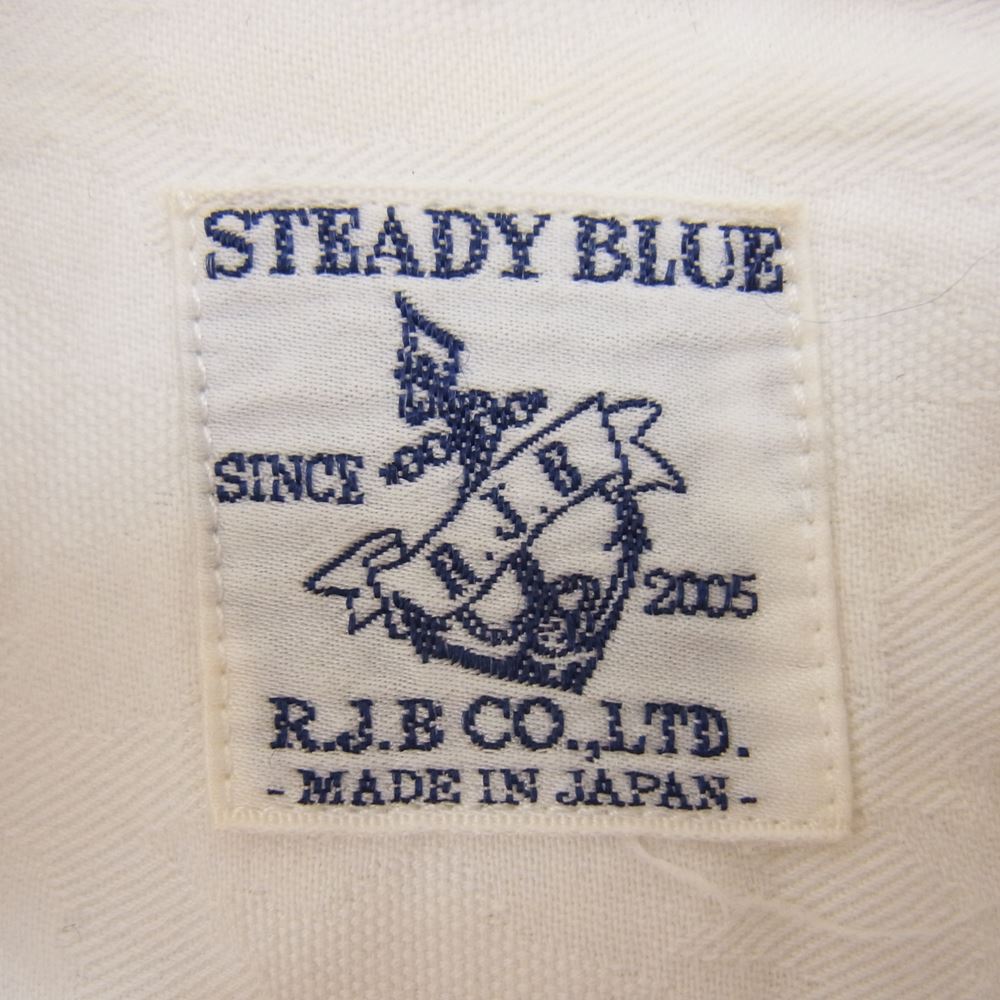 STEADY BLUE
SINCE
R.J.B
2005
R.J.B CO.,LTD.
- MADE IN JAPAN -